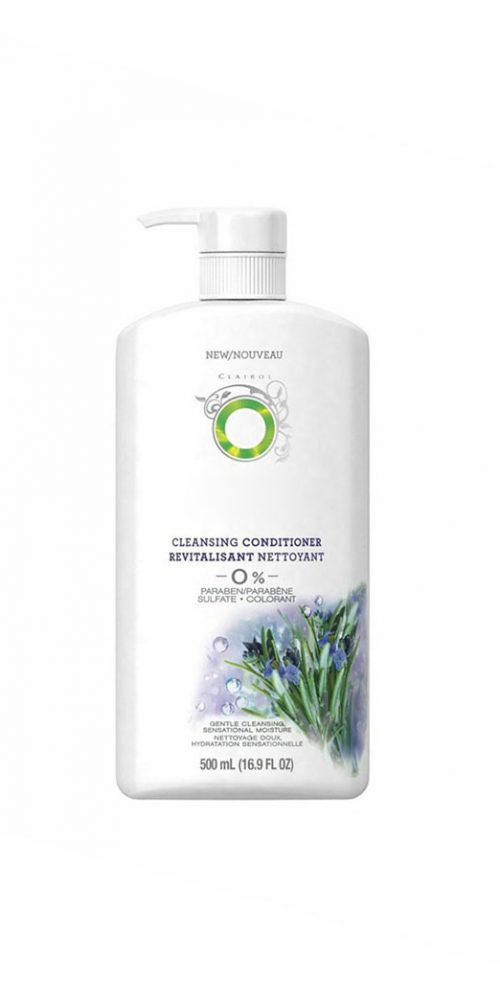 NEW/NOUVEAU
CLAIROL
CLEANSING CONDITIONER
REVITALISANT NETTOYANT
0%
PARABEN/PARABÈNE
SULFATE • COLORANT
GENTLE CLEANSING,
SENSATIONAL MOISTURE
NETTOYAGE DOUX,
HYDRATATION SENSATIONNELLE
500 mL (16.9 FL OZ)